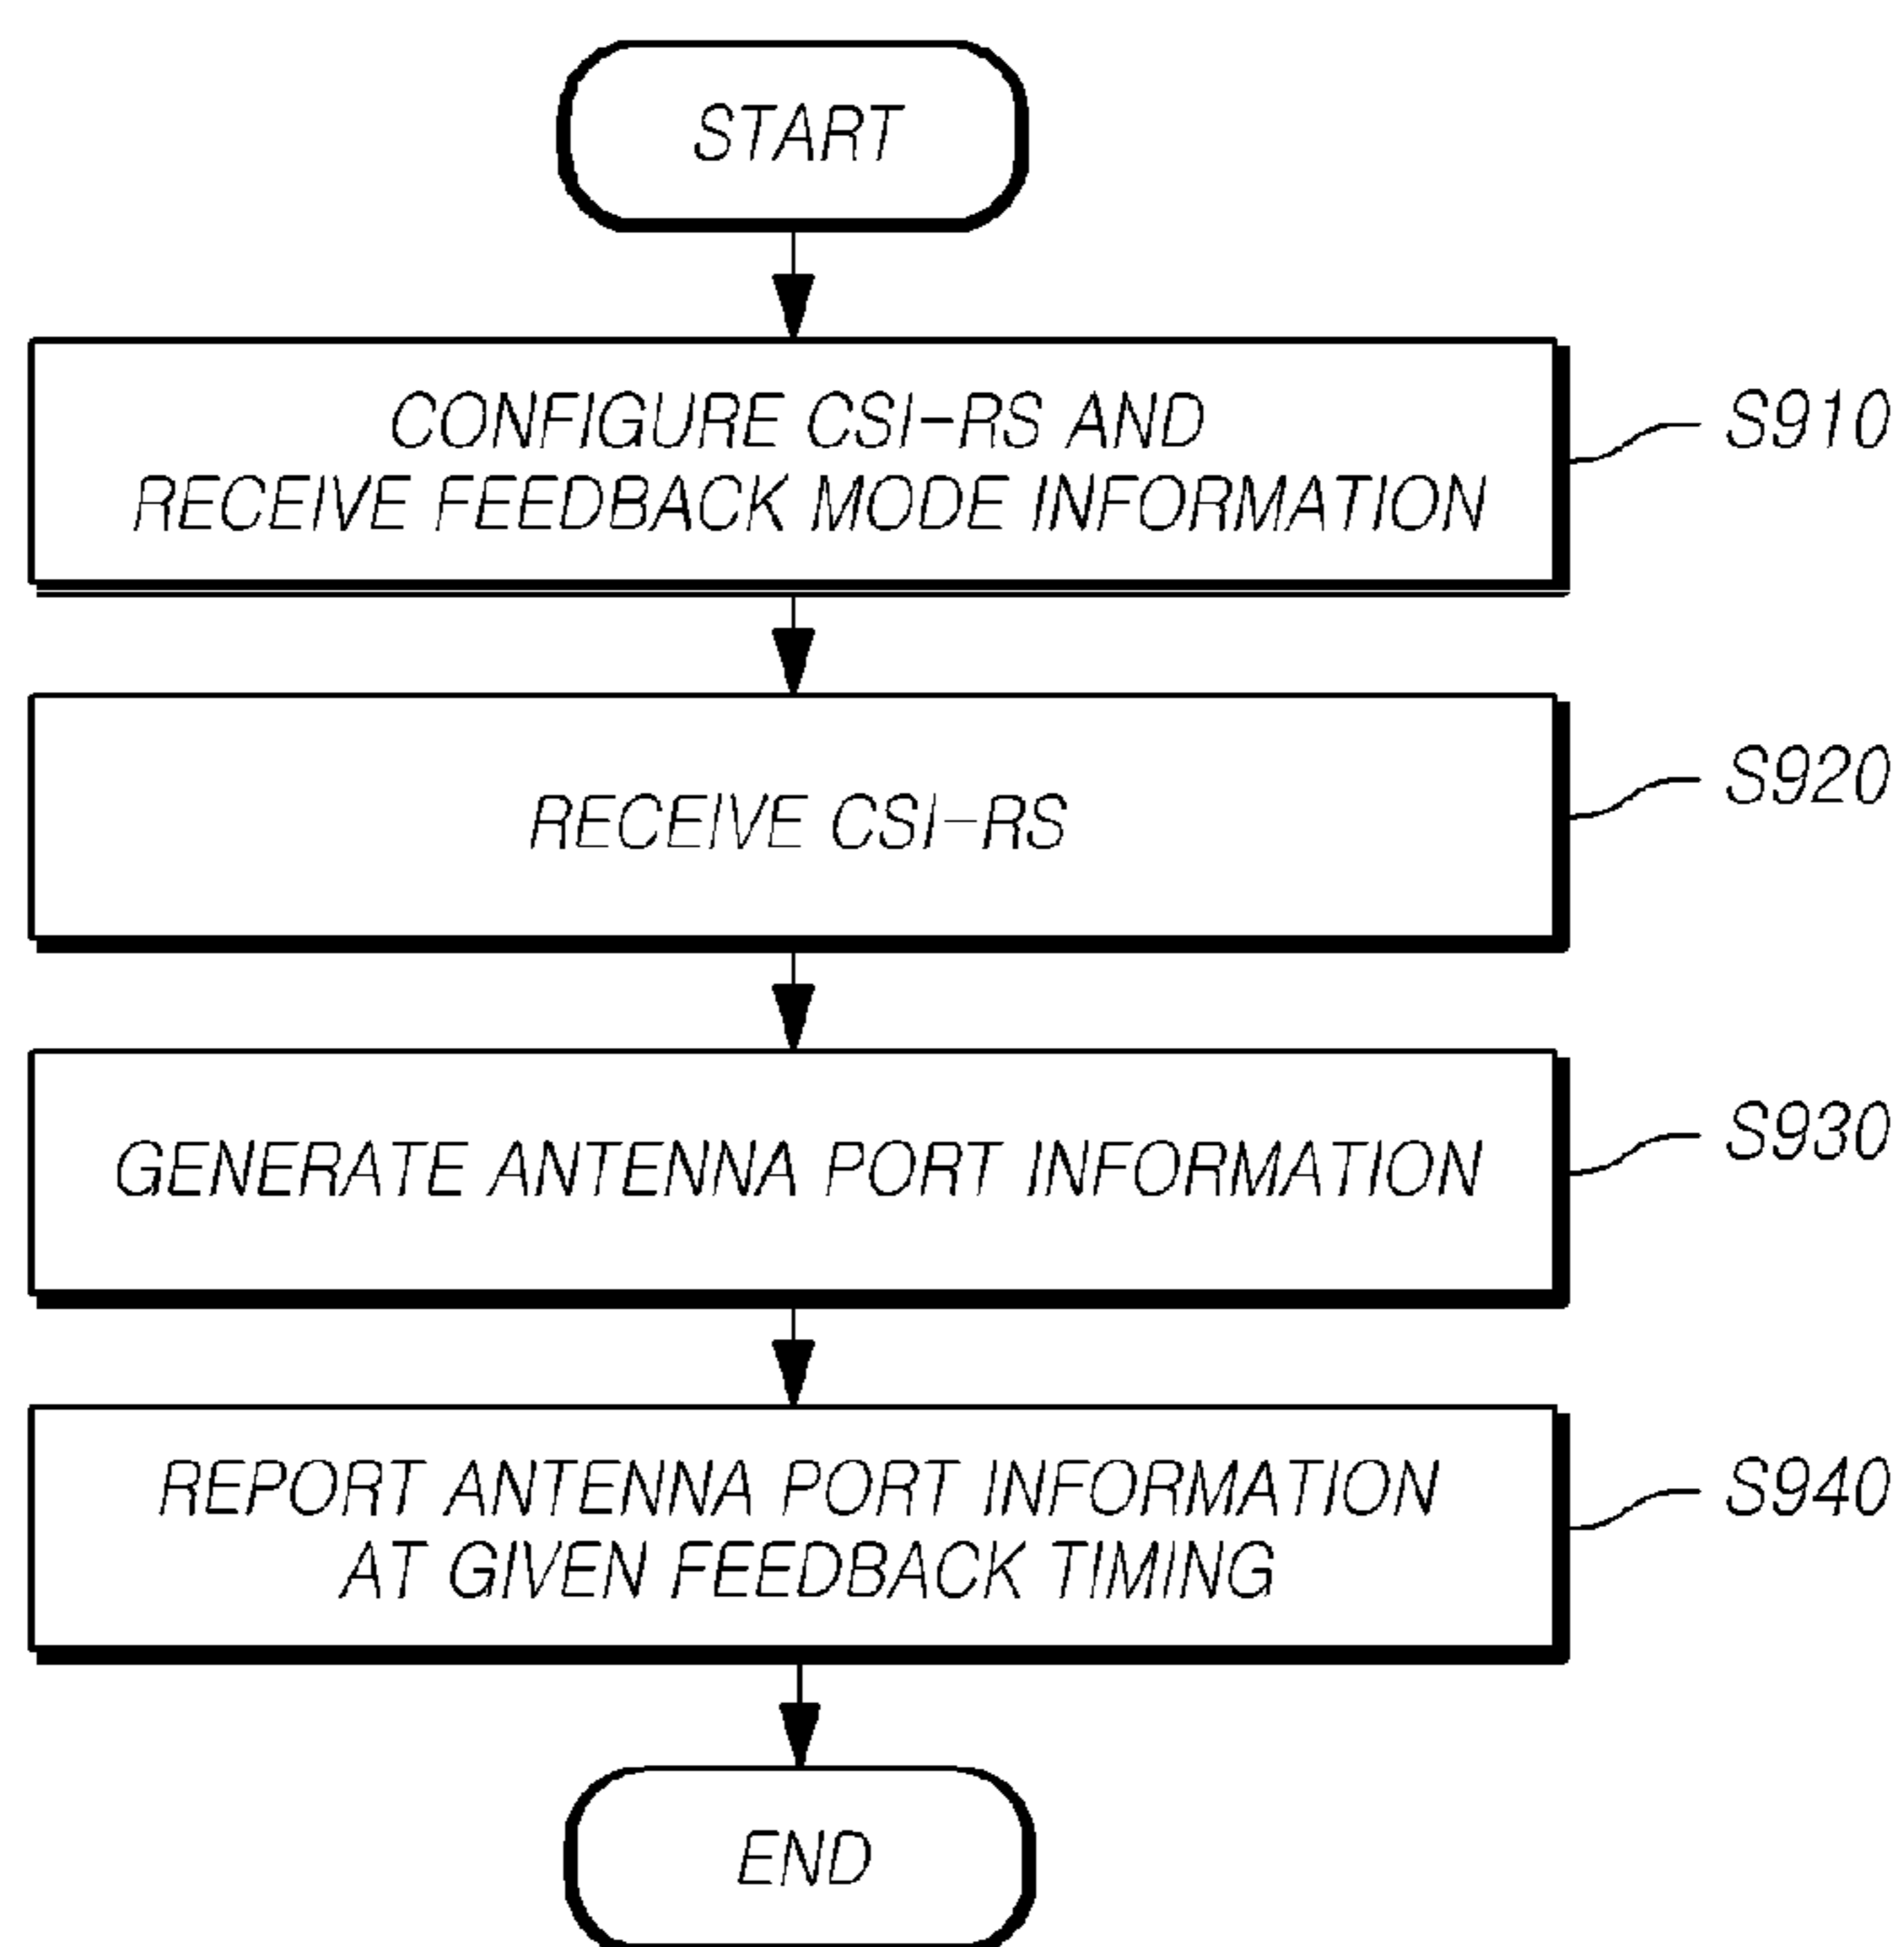 START
CONFIGURE CSI-RS AND
RECEIVE FEEDBACK MODE INFORMATION
S910
RECEIVE CSI-RS
S920
GENERATE ANTENNA PORT INFORMATION
S930
REPORT ANTENNA PORT INFORMATION
AT GIVEN FEEDBACK TIMING
S940
END